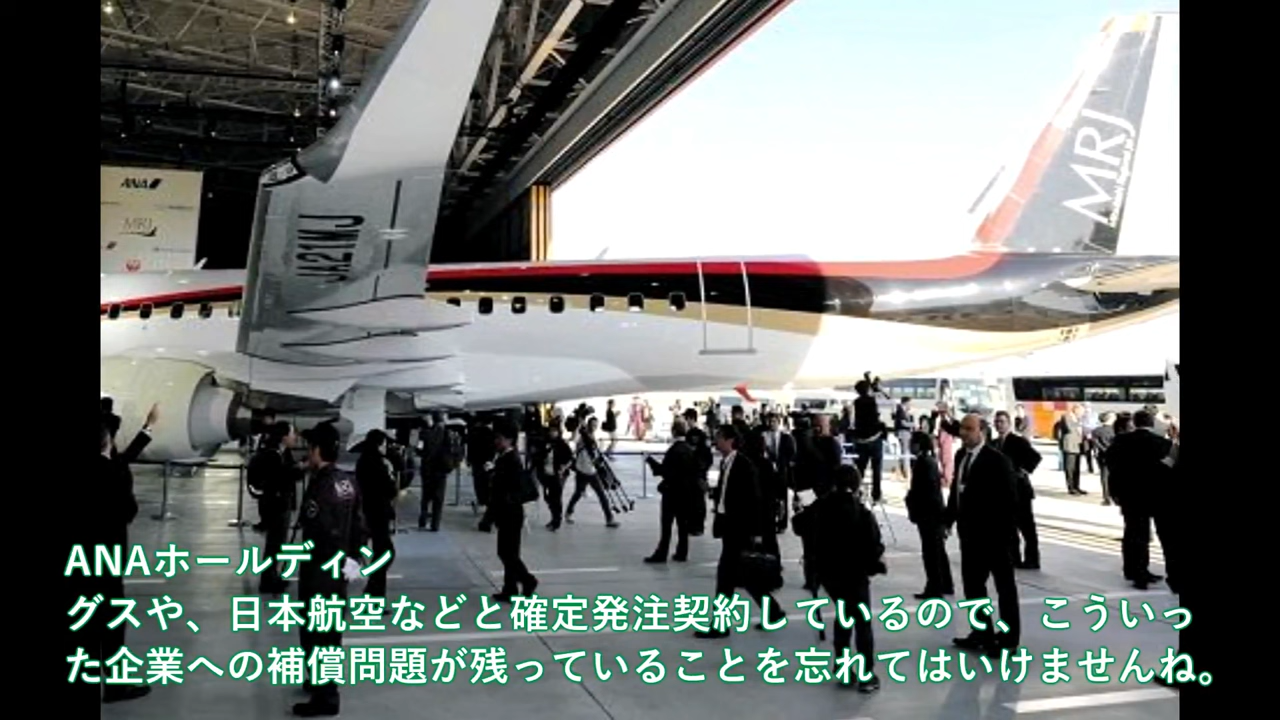 ANA
MRJ
JA21MJ
MRJ
ANAホールディン
グスや、日本航空などと確定発注契約しているので、こういっ
た企業への補償問題が残っていることを忘れてはいけませんね。